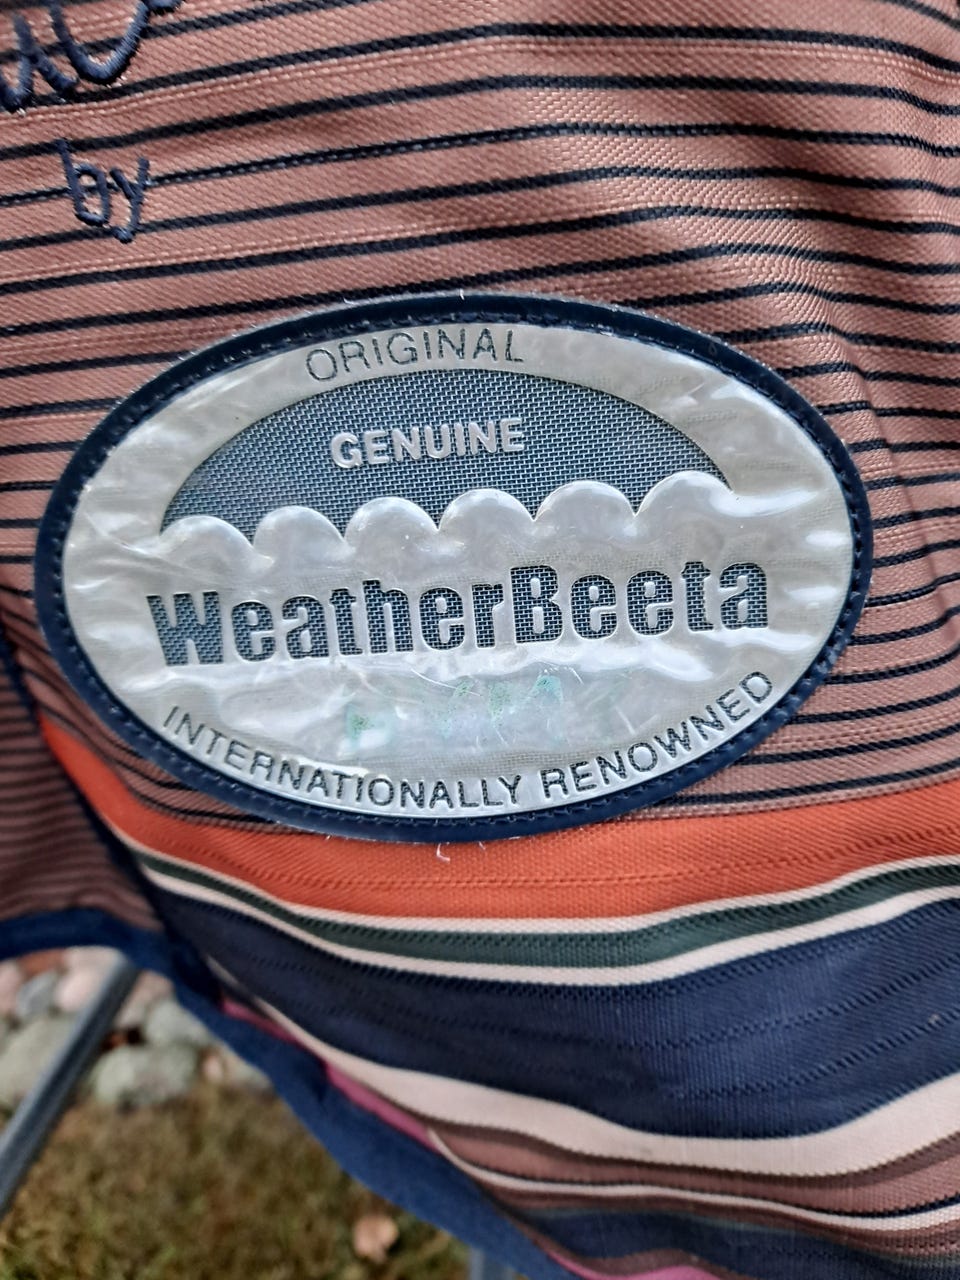 by
ORIGINAL
GENUINE
WeatherBeeta
INTERNATIONALLY RENOWNED